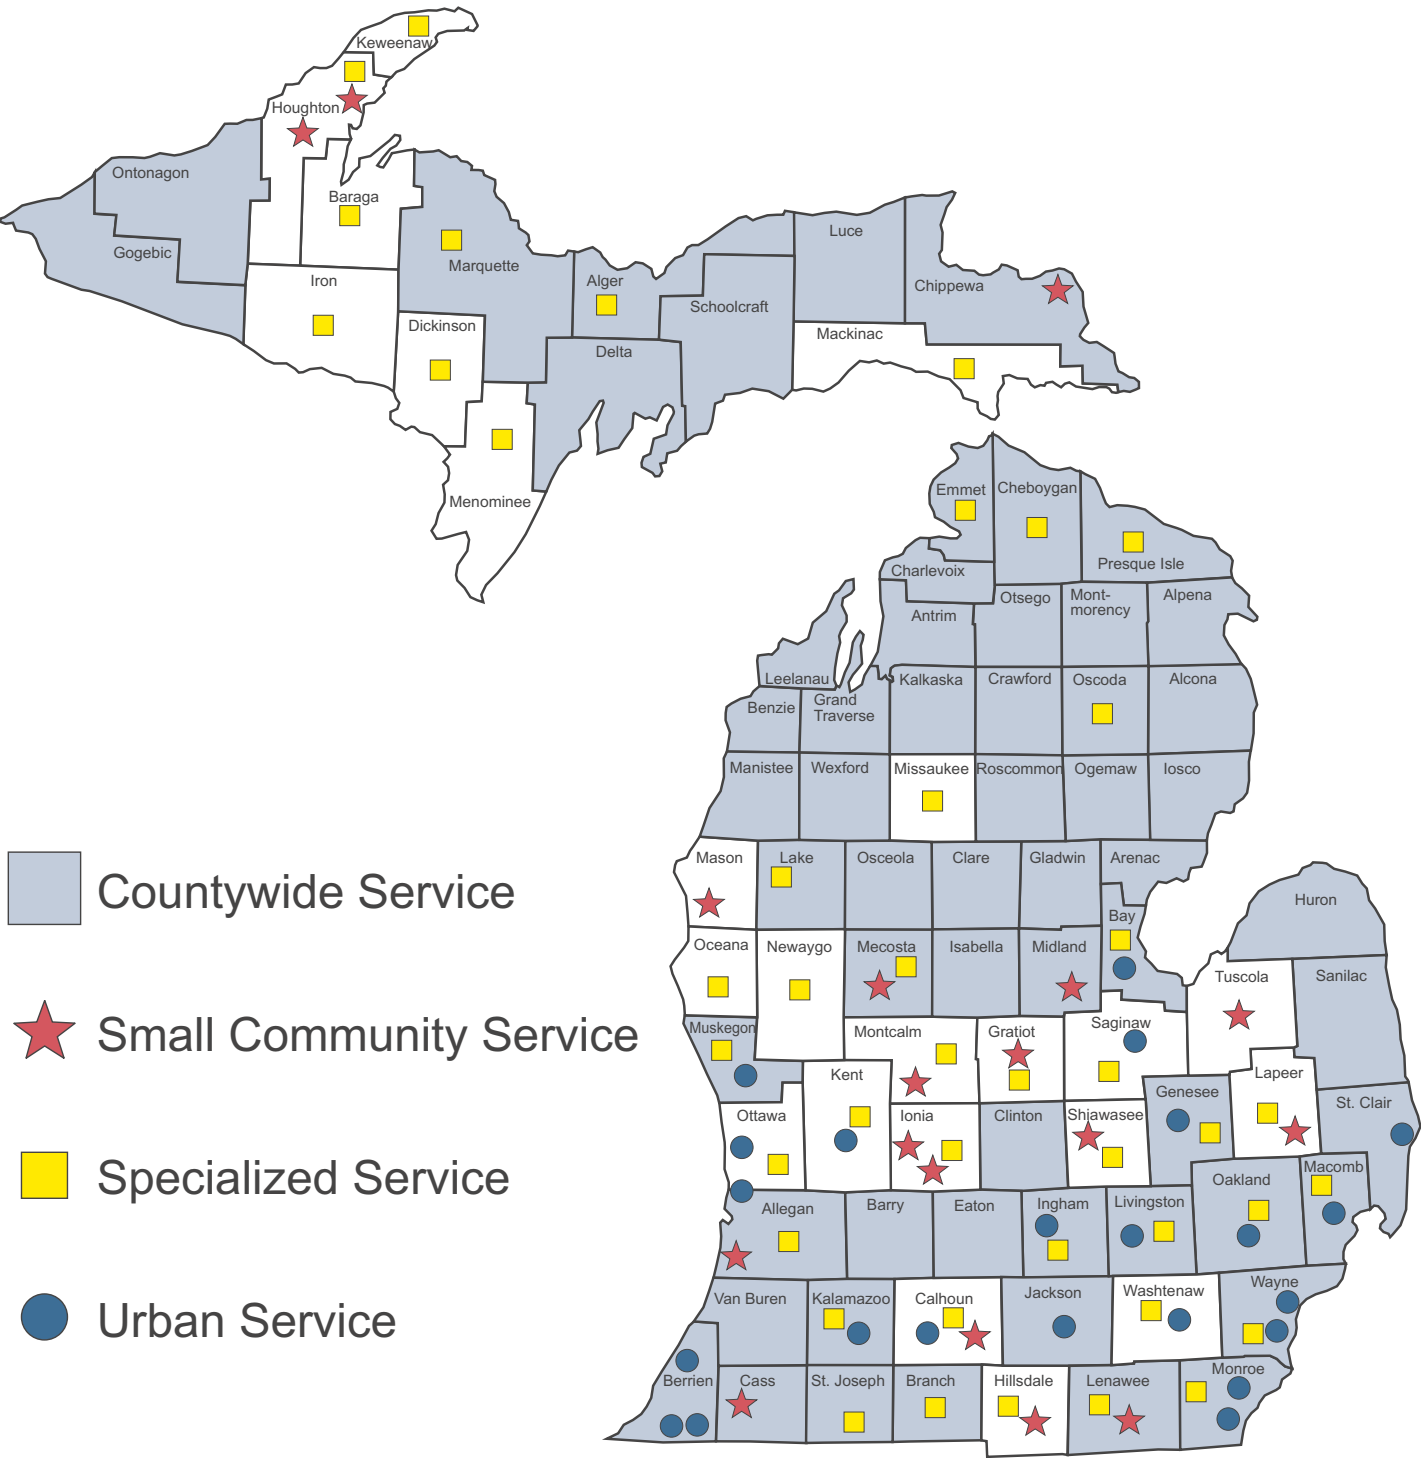 Keweenaw
Houghton
Ontonagon
Baraga
Gogebic
Marquette
Iron
Alger
Luce
Chippewa
Schoolcraft
Dickinson
Mackinac
Delta
Menominee
Emmet
Cheboygan
Presque Isle
Charlevoix
Otsego
Mont-
morency
Alpena
Antrim
Leelanau
Kalkaska
Crawford
Oscoda
Alcona
Benzie
Grand
Traverse
Manistee
Wexford
Missaukee
Roscommon
Ogemaw
Iosco
Mason
Lake
Osceola
Clare
Gladwin
Arenac
Huron
Bay
Oceana
Newaygo
Mecosta
Isabella
Midland
Tuscola
Sanilac
Muskegon
Montcalm
Gratiot
Saginaw
Kent
Lapeer
Genesee
St. Clair
Ottawa
Ionia
Clinton
Shiawasee
Macomb
Oakland
Allegan
Barry
Eaton
Ingham
Livingston
Van Buren
Kalamazoo
Calhoun
Jackson
Washtenaw
Wayne
Berrien
Cass
St. Joseph
Branch
Hillsdale
Lenawee
Monroe
Countywide Service
Small Community Service
Specialized Service
Urban Service